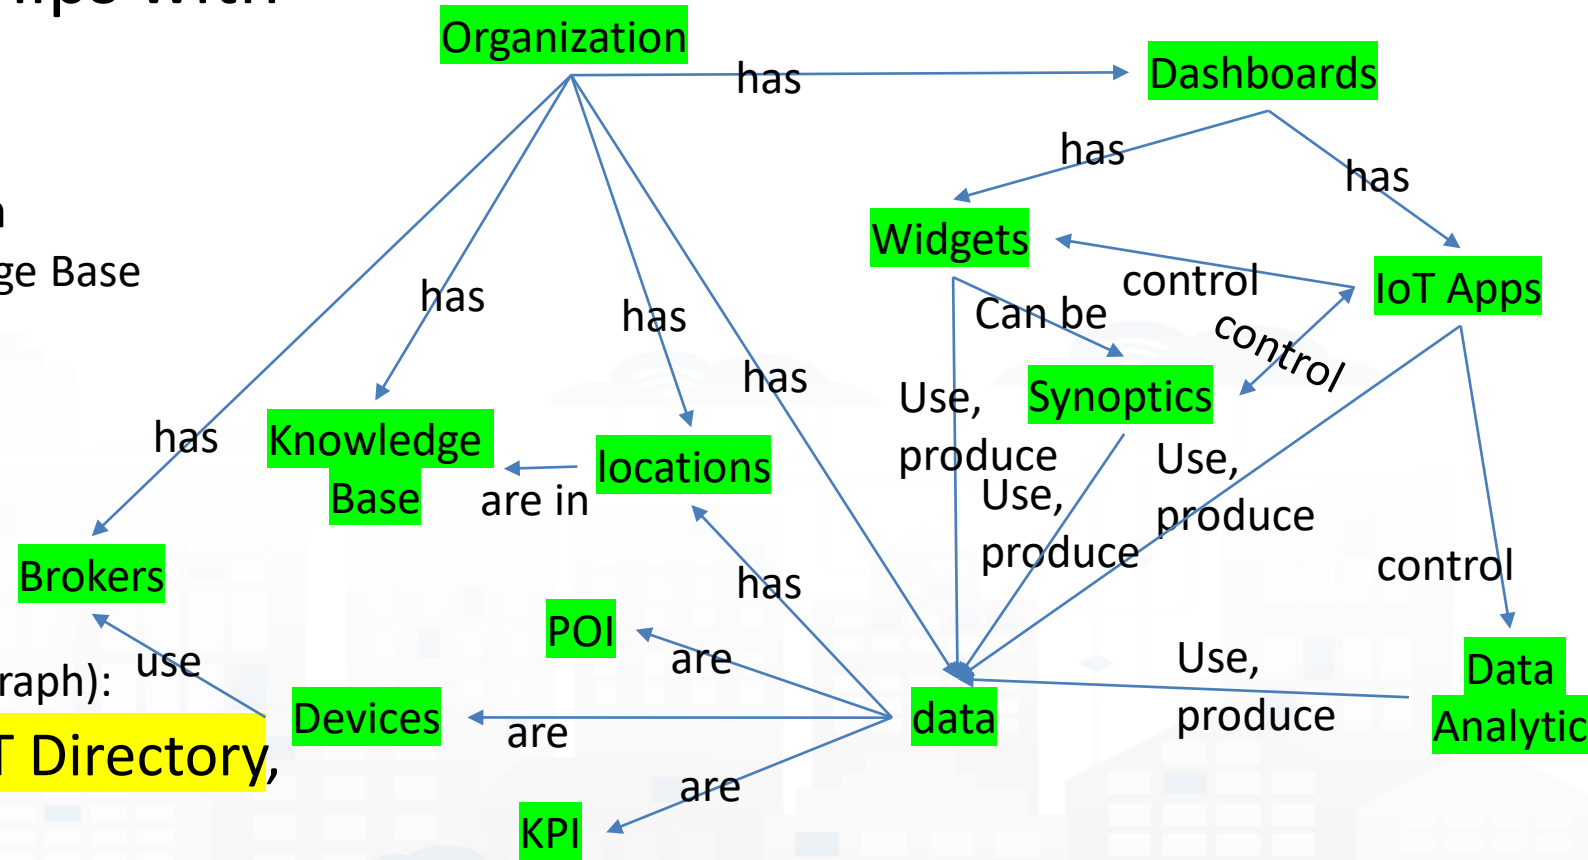 Organization
has
Dashboards
has
has
Widgets
ge Base
control
IoT Apps
has
has
Can be
control
has
Use,
produce
Synoptics
has
Knowledge
Base
locations
are in
Use,
produce
Use,
produce
control
Brokers
has
POI
are
use
raph):
Devices
are
data
Use,
produce
Data
Analytic
T Directory,
are
KPI